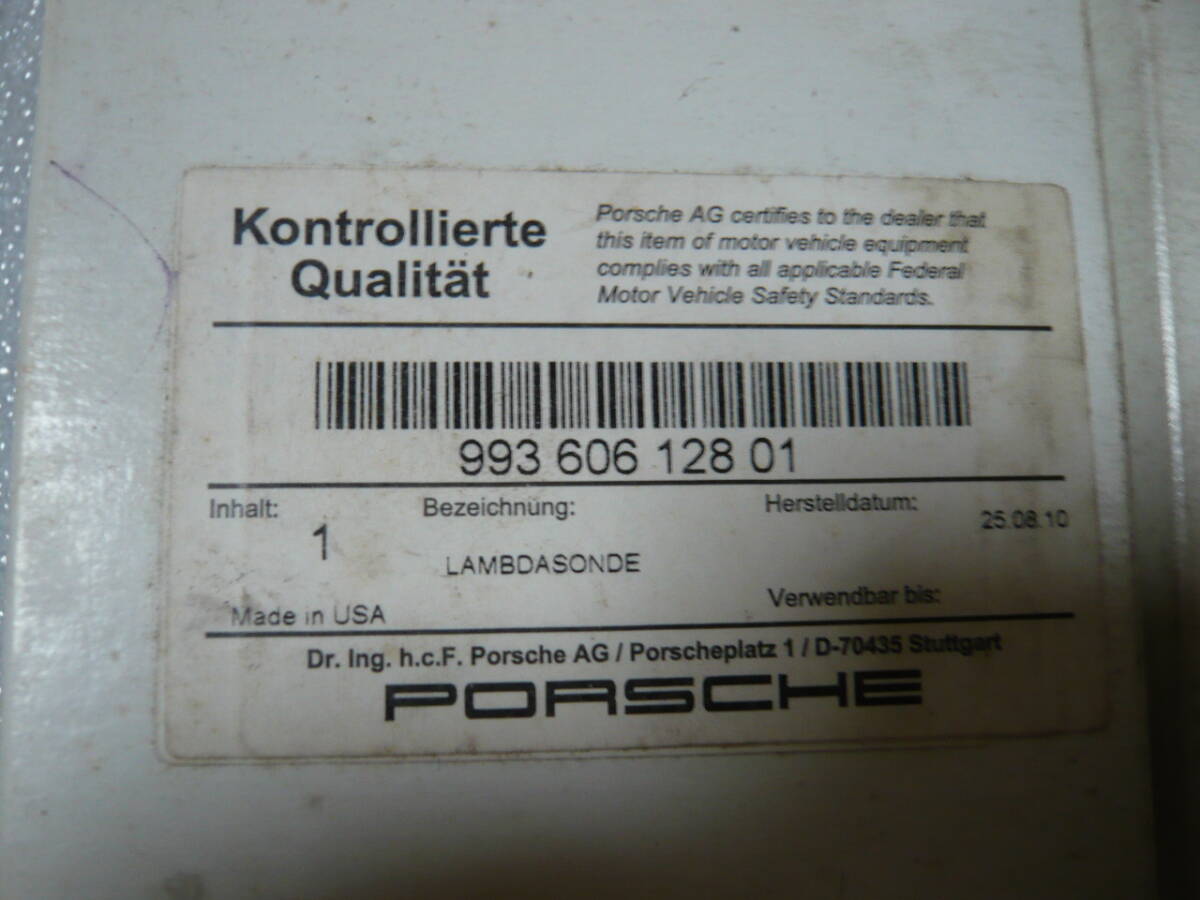 Kontrollierte
Qualität
Porsche AG certifies to the dealer that
this item of motor vehicle equipment
complies with all applicable Federal
Motor Vehicle Safety Standards.
993 606 128 01
Inhalt:
1
Bezeichnung:
LAMBDASONDE
Herstelldatum:
25.08.10
Made in USA
Verwendbar bis:
Dr. Ing. h.c.F. Porsche AG / Porscheplatz 1 / D-70435 Stuttgart
PORSCHE